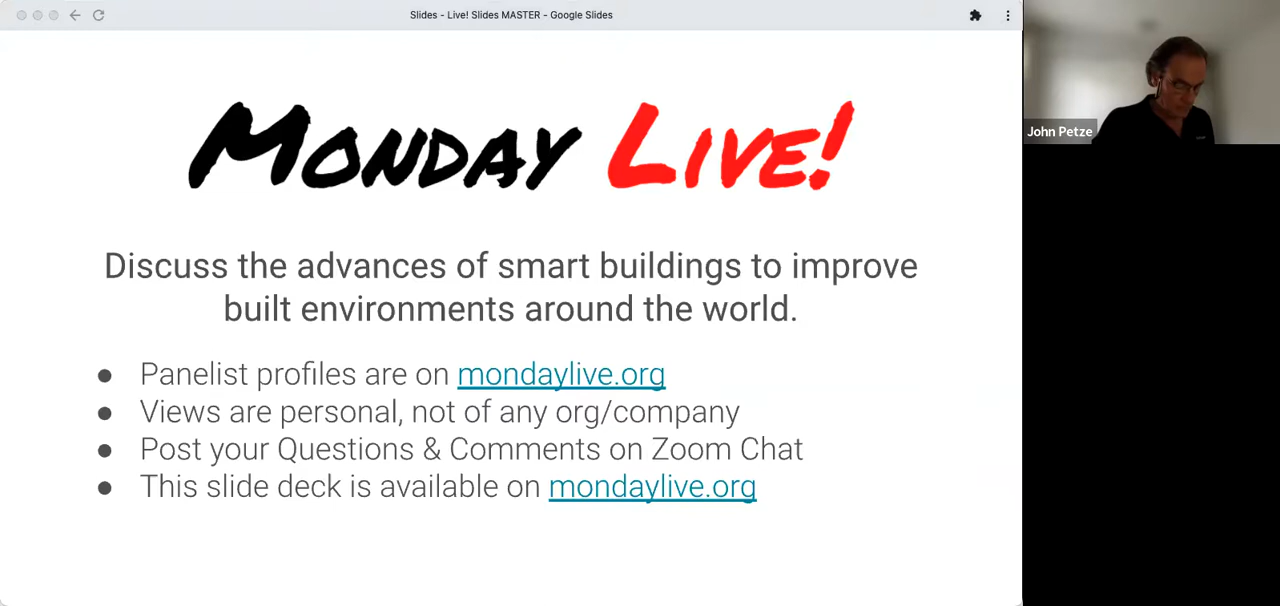 Slides - Live! Slides MASTER - Google Slides
Monday Live!
Discuss the advances of smart buildings to improve
built environments around the world.
● Panelist profiles are on mondaylive.org
● Views are personal, not of any org/company
● Post your Questions & Comments on Zoom Chat
● This slide deck is available on mondaylive.org
John Petze